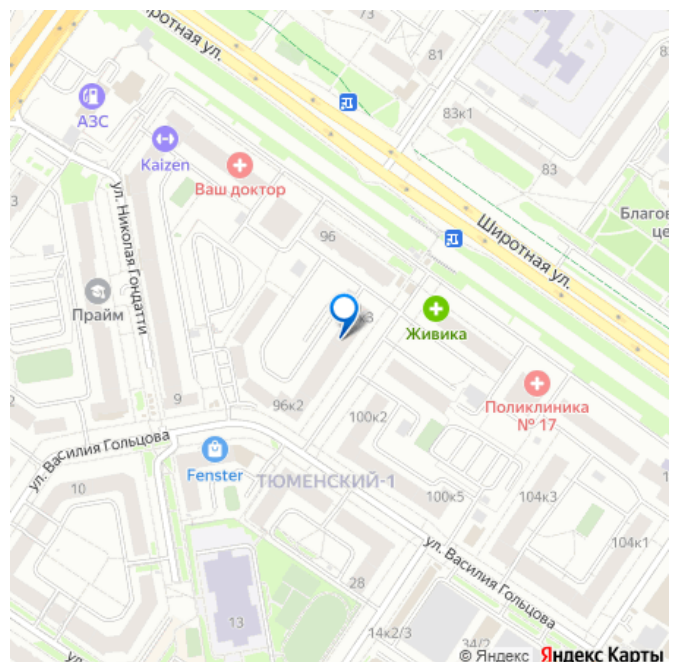 73
Широтная ул.
81
83
АЗС
83к1
Kaizen
83
Ваш доктор
ул. Николая Гондатти
3
96
Широтная ул.
Прайм
Живика
9
96к2
100к2
Поликлиника
№ 17
ул. Василия Гольцова
Fenster
ТЮМЕНСКИЙ-1
10
100к5
104к3
104к1
ул. Василия Гольцова
28
13
14к2/3
34/2
© Яндекс Яндекс Карты